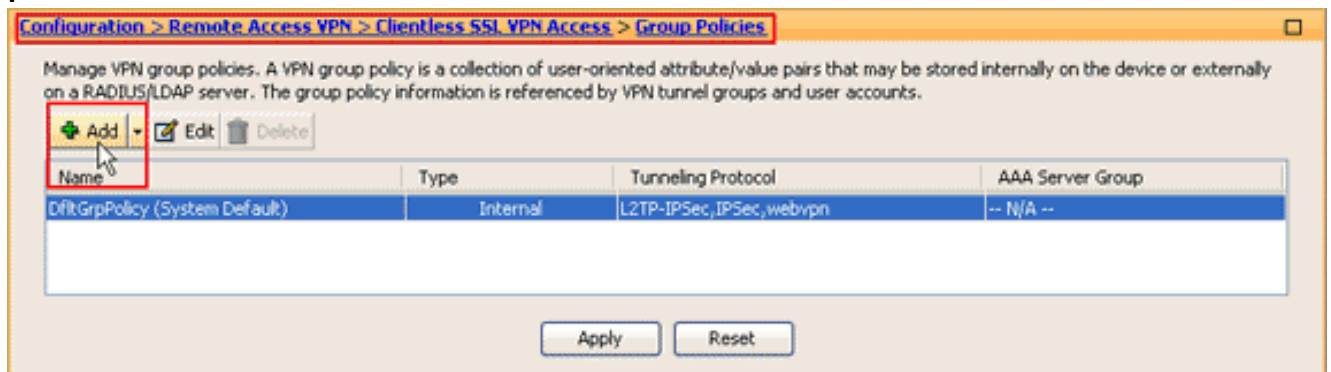 Configuration > Remote Access VPN > Clientless SSL VPN Access > Group Policies
Manage VPN group policies. A VPN group policy is a collection of user-oriented attribute/value pairs that may be stored internally on the device or externally
on a RADIUS/LDAP server. The group policy information is referenced by VPN tunnel groups and user accounts.
Add Edit Delete
Name Type Tunneling Protocol AAA Server Group
DfltGrpPolicy (System Default) Internal L2TP-IPSec,IPSec,webvpn -- N/A --
Apply Reset